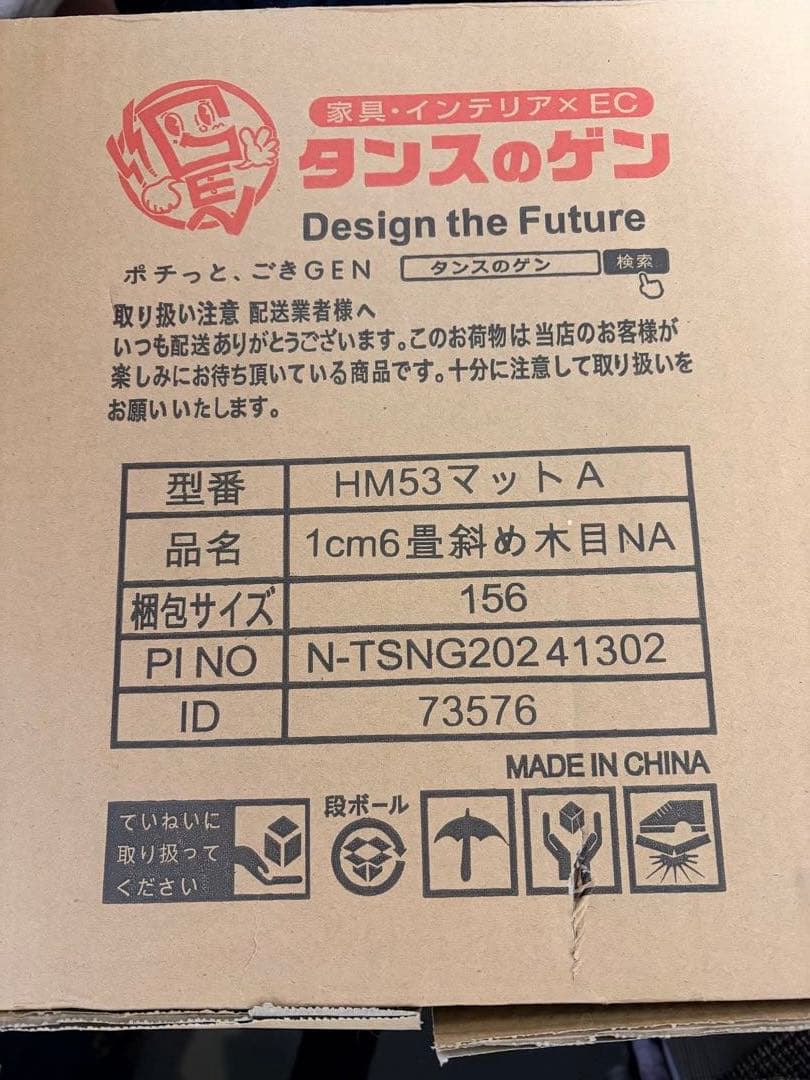 家具・インテリア×EC
タンスのゲン
Design the Future
ポチっと、ごきGEN タンスのゲン 検索
取り扱い注意 配送業者様へ
いつも配送ありがとうございます。このお荷物は当店のお客様が
楽しみにお待ち頂いている商品です。十分に注意して取り扱いを
お願いいたします。
型番 HM53マットA
品名 1cm6畳斜め木目NA
梱包サイズ 156
PI NO N-TSNG20241302
ID 73576
MADE IN CHINA
段ボール
ていねいに
取り扱って
ください